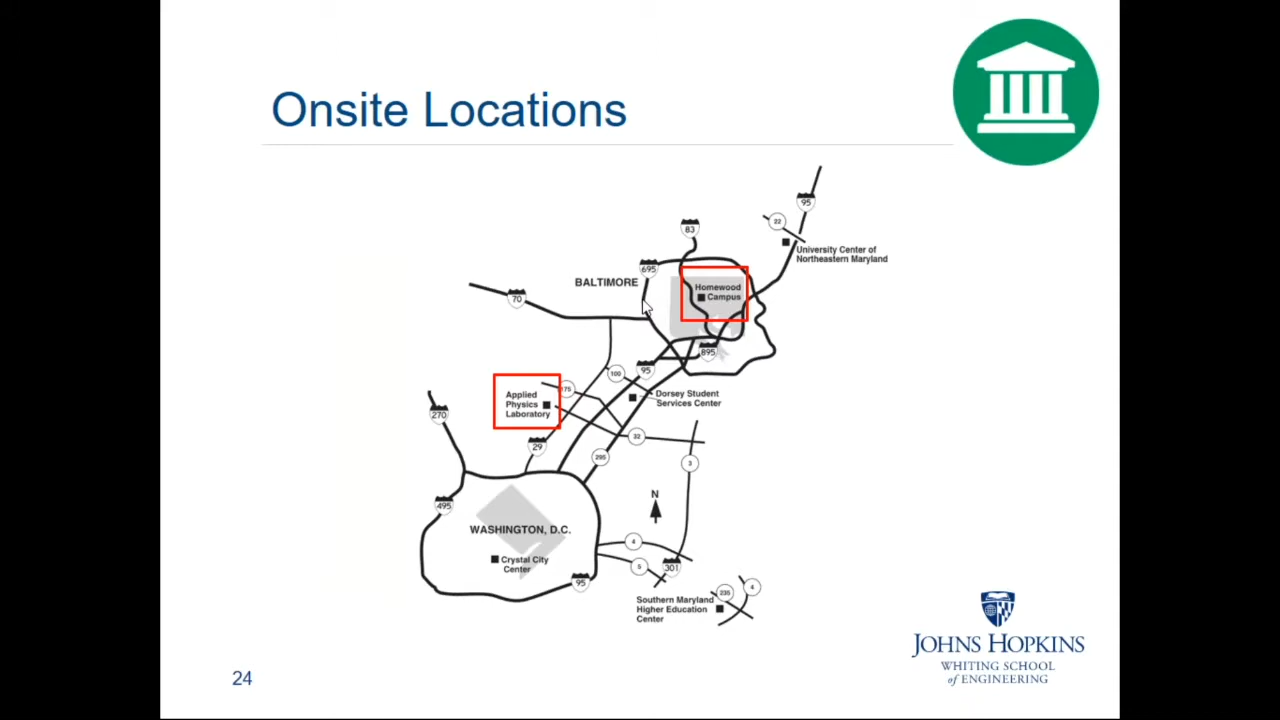 Onsite Locations
95
22
83
University Center of
Northeastern Maryland
695
BALTIMORE
Homewood
Campus
70
895
95
100
175
Applied
Physics
Laboratory
Dorsey Student
Services Center
270
32
29
295
3
495
N
WASHINGTON, D.C.
4
Crystal City
Center
5
301
95
235
4
Southern Maryland
Higher Education
Center
JOHNS HOPKINS
WHITING SCHOOL
of ENGINEERING
24